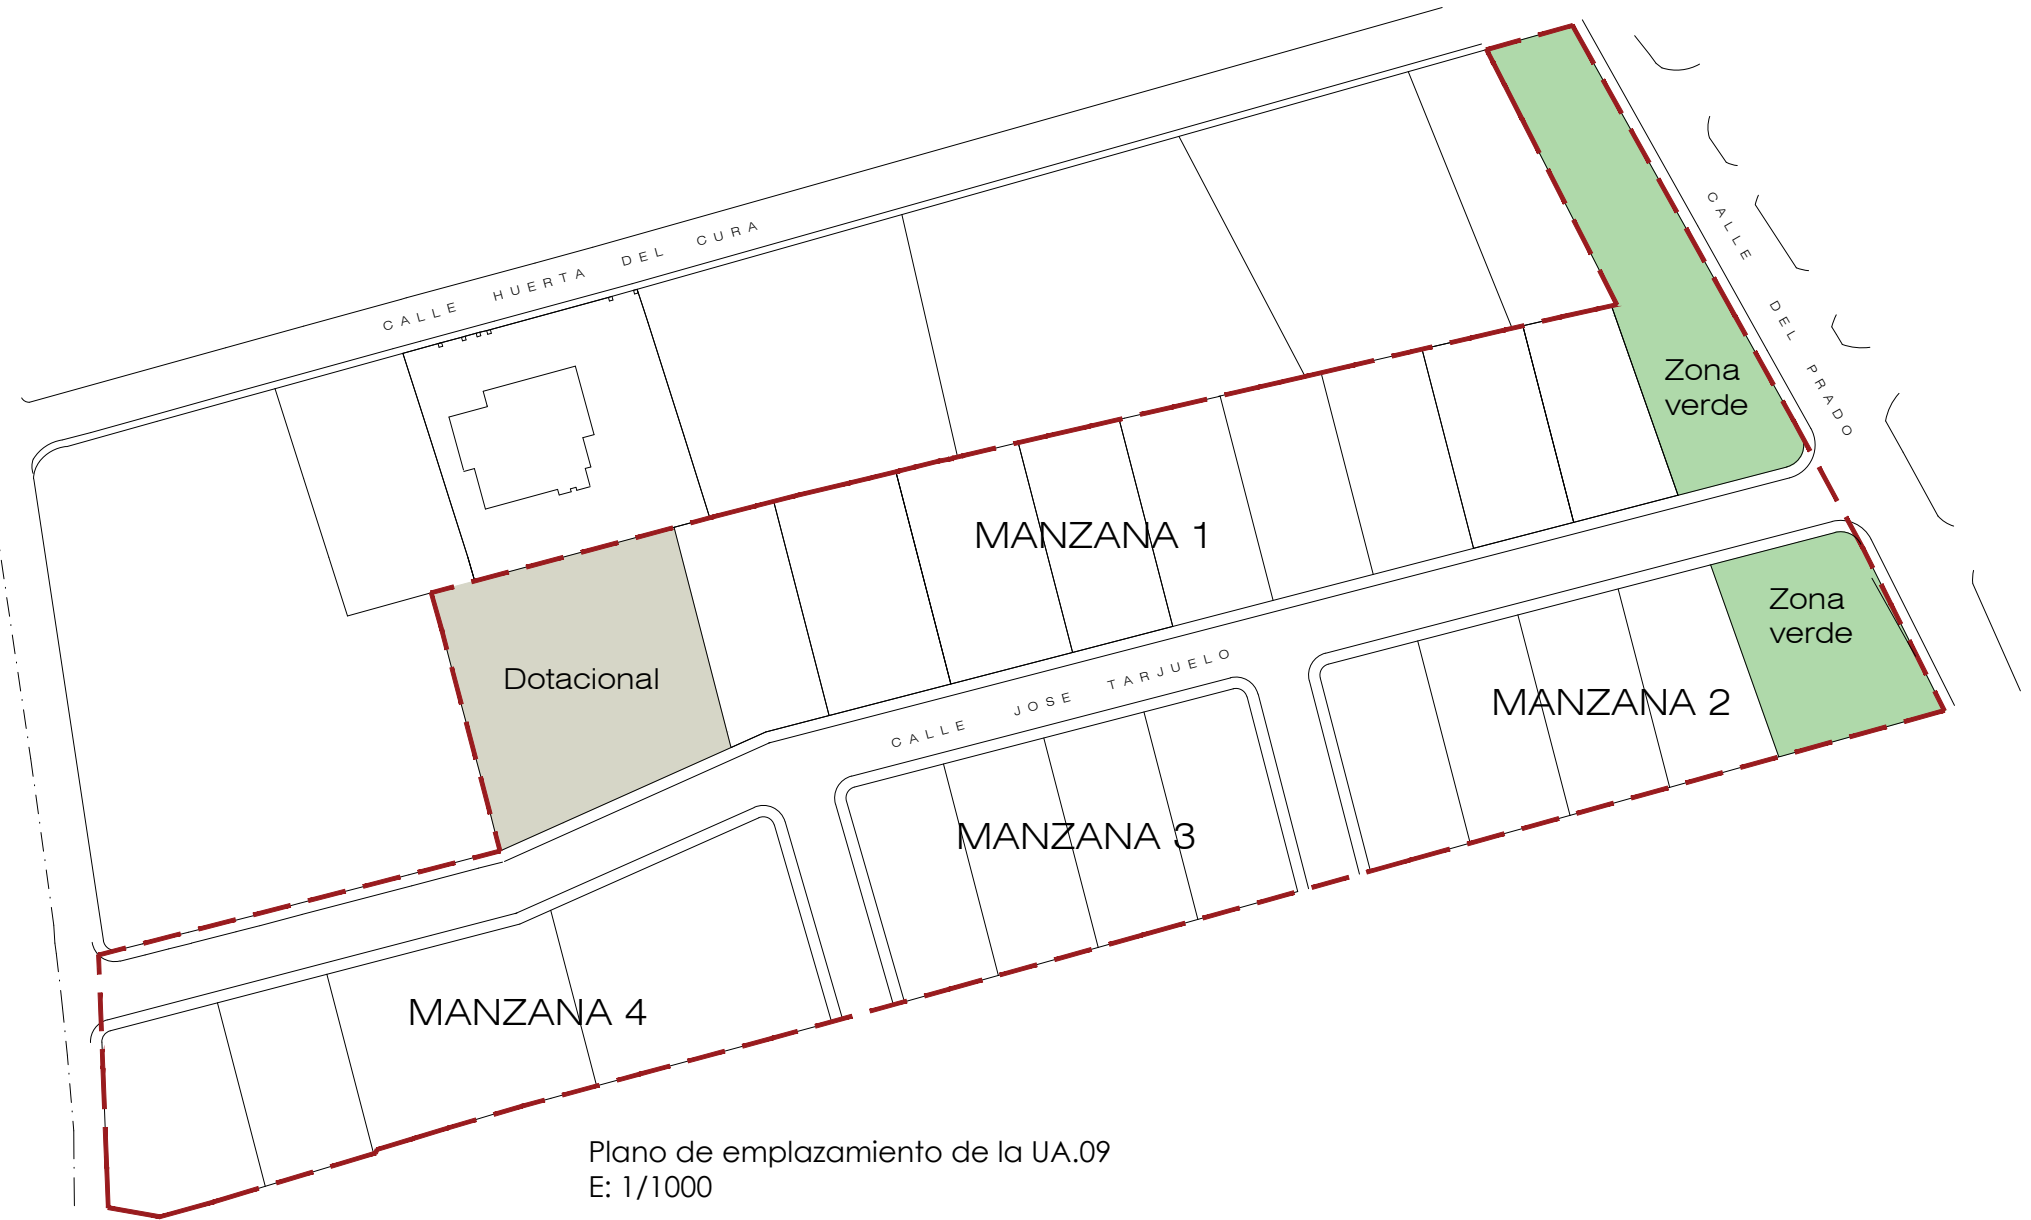 CALLE HUERTA DEL CURA
CALLE DEL PRADO
Zona
verde
MANZANA 1
Zona
verde
Dotacional
CALLE JOSE TARJUELO
MANZANA 2
MANZANA 3
MANZANA 4
Plano de emplazamiento de la UA.09
E: 1/1000